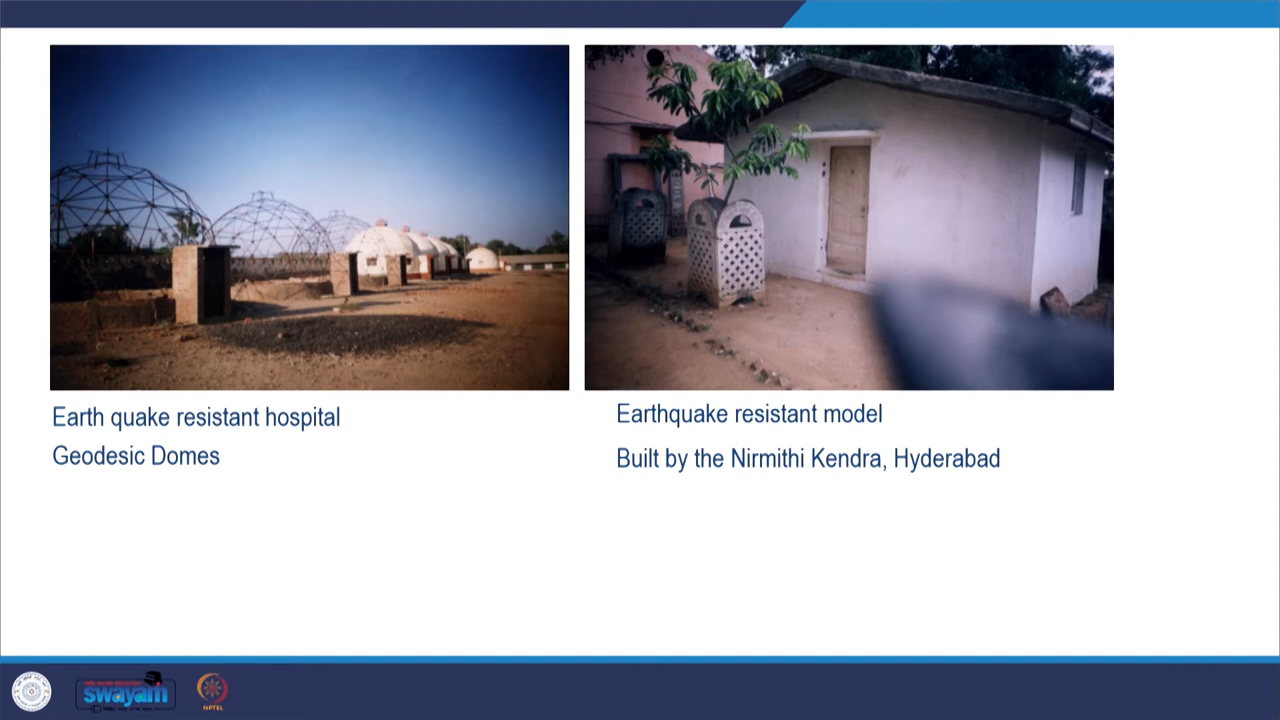 Earth quake resistant hospital
Geodesic Domes
Earthquake resistant model
Built by the Nirmithi Kendra, Hyderabad
swayam
NPTEL